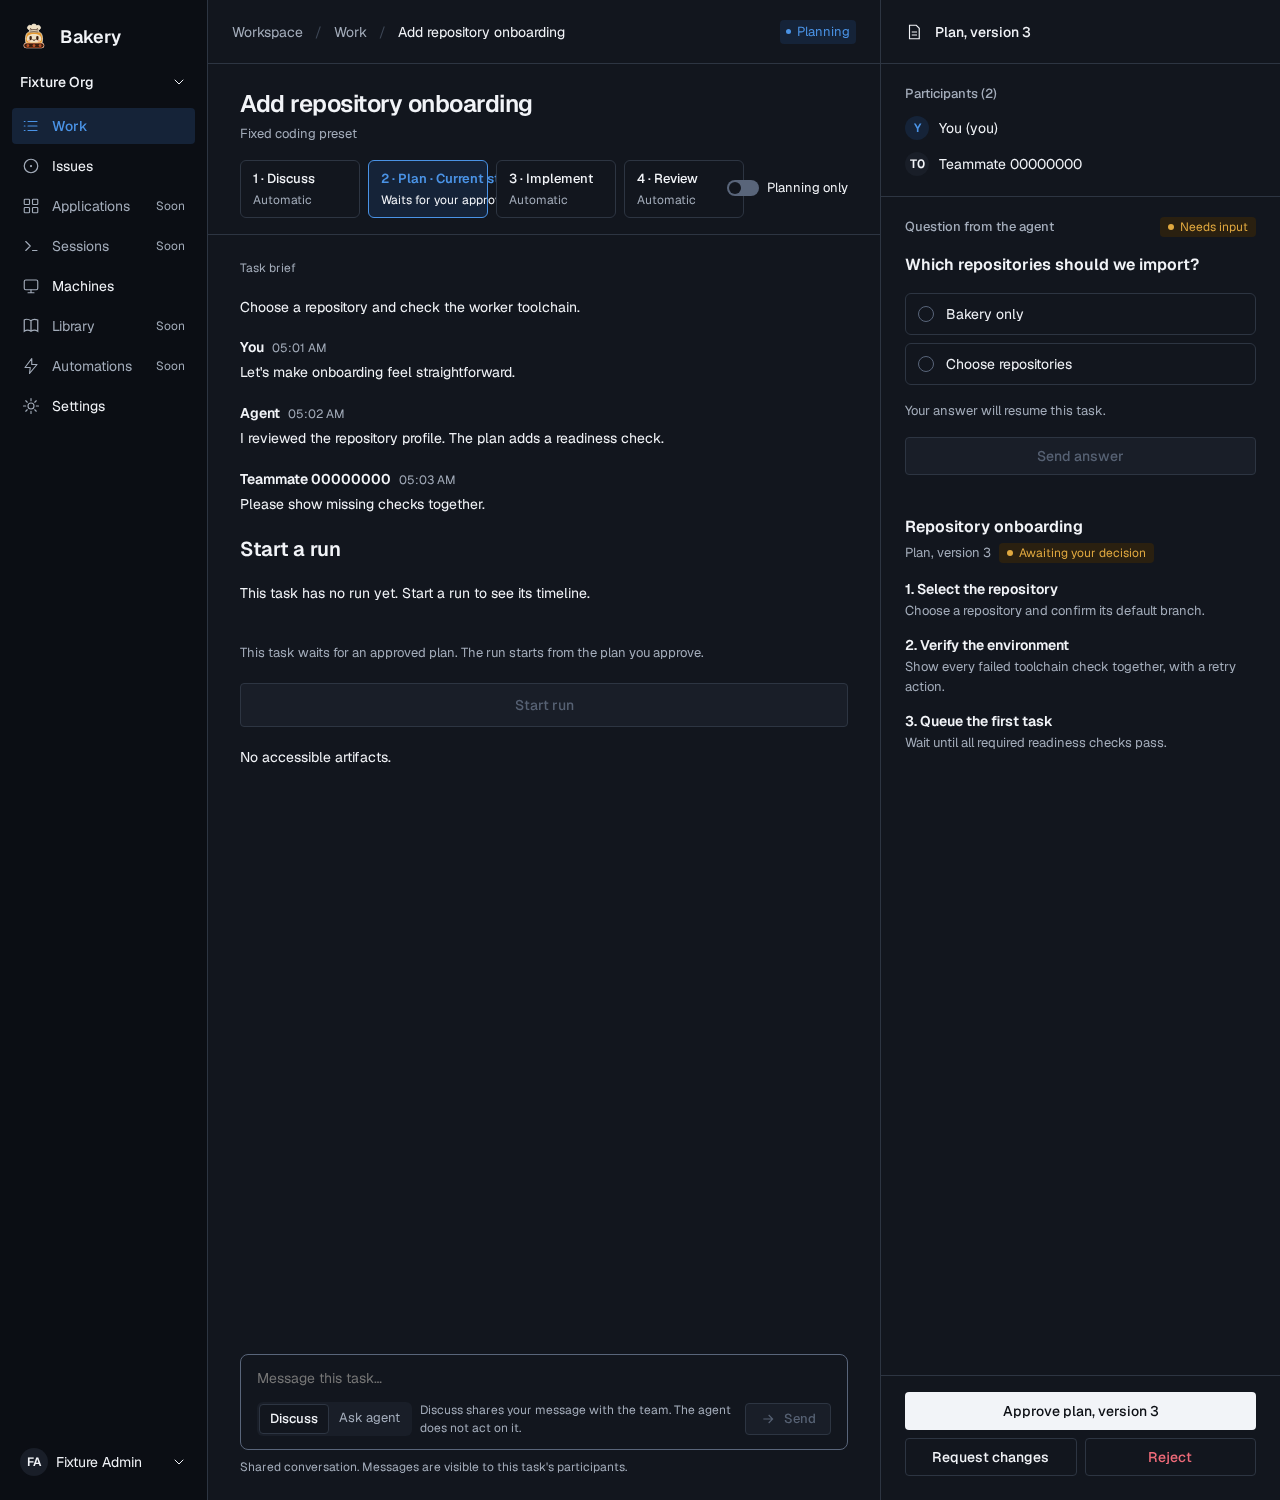 Bakery
Fixture Org
Work
Issues
Applications Soon
Sessions Soon
Machines
Library Soon
Automations Soon
Settings
FA Fixture Admin
Workspace / Work / Add repository onboarding
Planning
Add repository onboarding
Fixed coding preset
1 · Discuss
Automatic
2 · Plan · Current st
Waits for your approv
3 · Implement
Automatic
4 · Review
Automatic
Planning only
Task brief
Choose a repository and check the worker toolchain.
You 05:01 AM
Let's make onboarding feel straightforward.
Agent 05:02 AM
I reviewed the repository profile. The plan adds a readiness check.
Teammate 00000000 05:03 AM
Please show missing checks together.
Start a run
This task has no run yet. Start a run to see its timeline.
This task waits for an approved plan. The run starts from the plan you approve.
Start run
No accessible artifacts.
Message this task...
Discuss Ask agent
Discuss shares your message with the team. The agent
does not act on it.
Send
Shared conversation. Messages are visible to this task's participants.
Plan, version 3
Participants (2)
Y You (you)
T0 Teammate 00000000
Question from the agent Needs input
Which repositories should we import?
Bakery only
Choose repositories
Your answer will resume this task.
Send answer
Repository onboarding
Plan, version 3 Awaiting your decision
1. Select the repository
Choose a repository and confirm its default branch.
2. Verify the environment
Show every failed toolchain check together, with a retry
action.
3. Queue the first task
Wait until all required readiness checks pass.
Approve plan, version 3
Request changes Reject